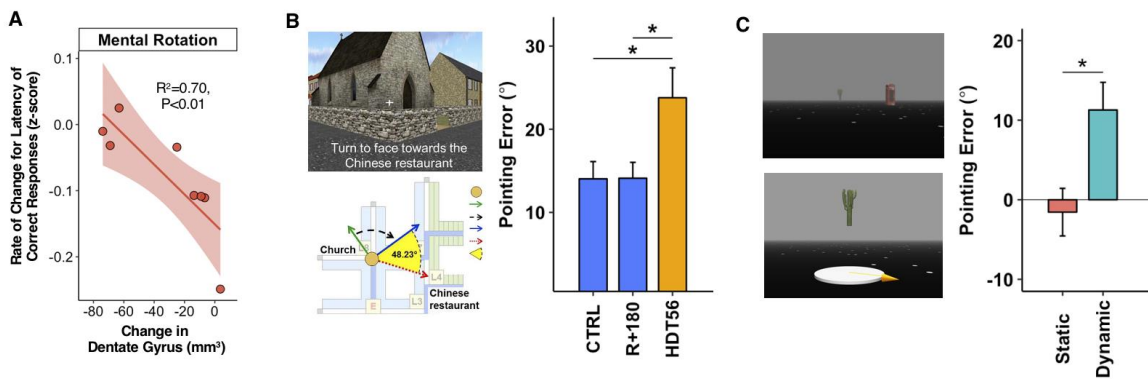 A
Mental Rotation
R²=0.70,
P<0.01
Rate of Change for Latency of
Correct Responses (z-score)
0.1
0.0
-0.1
-0.2
-80 -60 -40 -20 0
Change in
Dentate Gyrus (mm³)
B
Turn to face towards the
Chinese restaurant
Church
48.23°
L4
Chinese
restaurant
L3
E
Pointing Error (°)
30
20
10
*
*
CTRL
R+180
HDT56
C
Pointing Error (°)
20
10
0
-10
*
Static
Dynamic